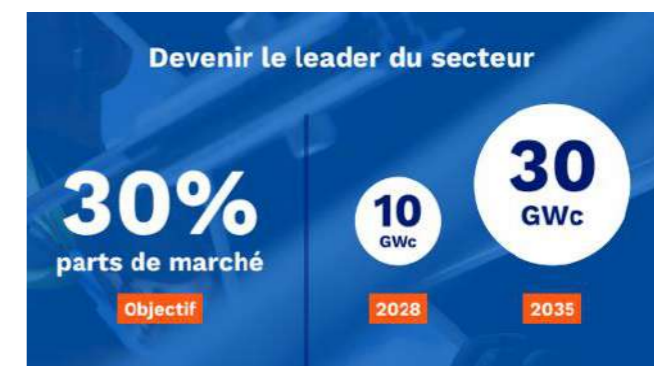 Devenir le leader du secteur
30%
parts de marché
Objectif
10
GWc
2028
30
GWc
2035